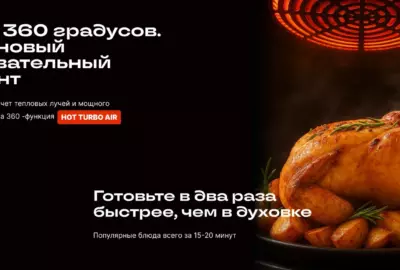 360 градусов.
новый
вательный
нт
чет тепловых лучей и мощного
а 360 -функция HOT TURBO AIR
Готовьте в два раза
быстрее, чем в духовке
Популярные блюда всего за 15-20 минут